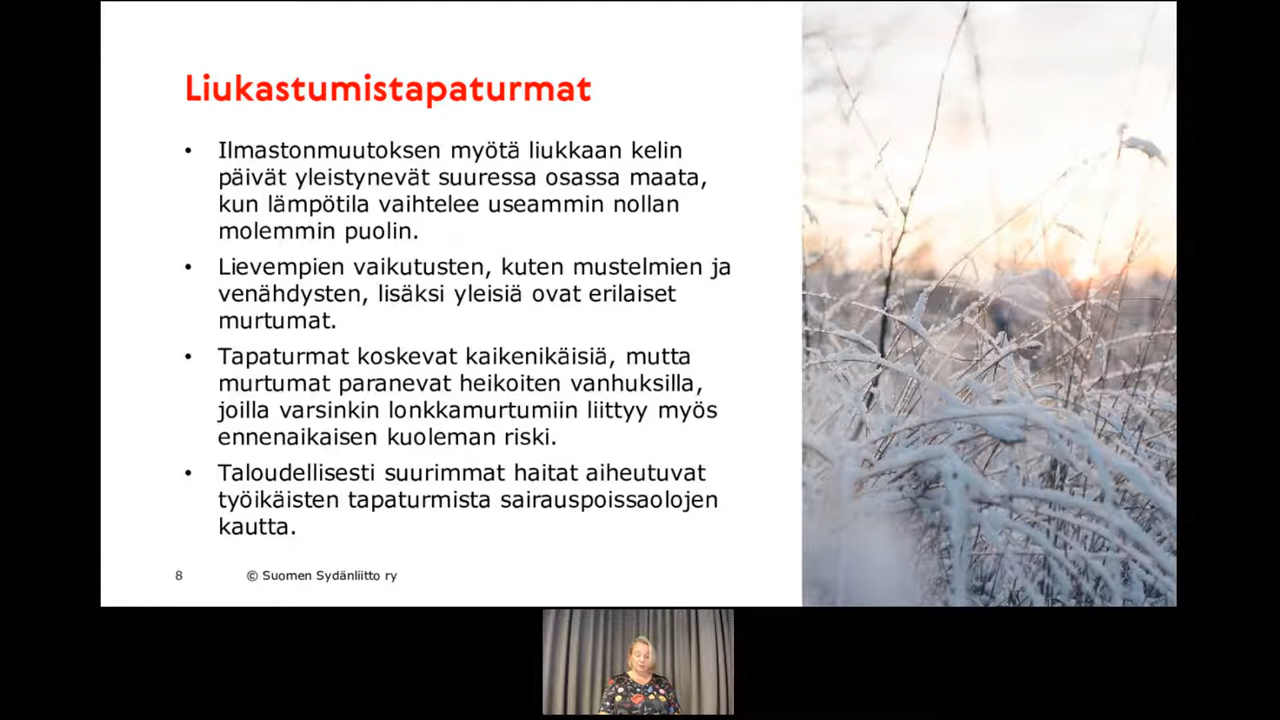 Liukastumistapaturmat
• Ilmastonmuutoksen myötä liukkaan kelin
päivät yleistynevät suuressa osassa maata,
kun lämpötila vaihtelee useammin nollan
molemmin puolin.
• Lievempien vaikutusten, kuten mustelmien ja
venähdysten, lisäksi yleisiä ovat erilaiset
murtumat.
• Tapaturmat koskevat kaikenikäisiä, mutta
murtumat paranevat heikoiten vanhuksilla,
joilla varsinkin lonkkamurtumiin liittyy myös
ennenaikaisen kuoleman riski.
• Taloudellisesti suurimmat haitat aiheutuvat
työikäisten tapaturmista sairauspoissaolojen
kautta.
8 © Suomen Sydänliitto ry